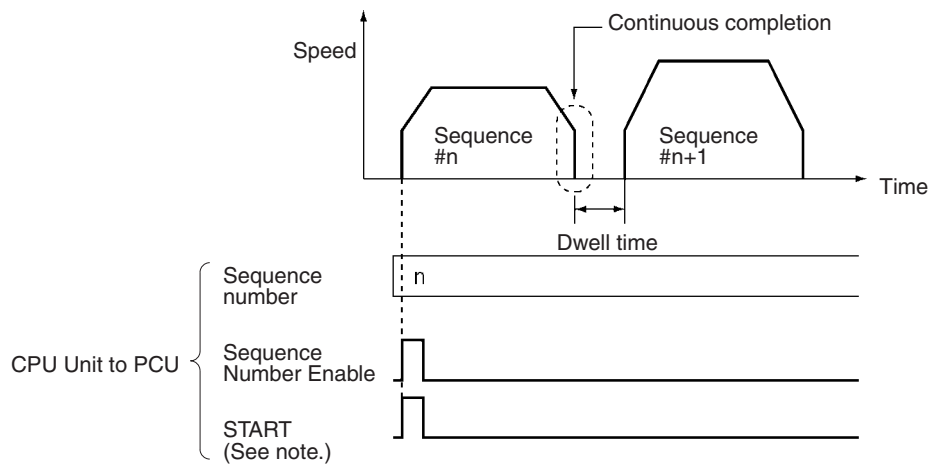 Continuous completion
Speed
Sequence
#n
Sequence
#n+1
Time
Dwell time
Sequence
number
n
CPU Unit to PCU
Sequence
Number Enable
START
(See note.)